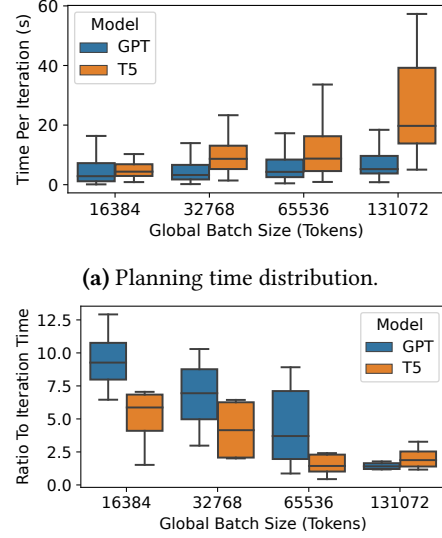 60
40
20
0
Time Per Iteration (s)
Model
GPT
T5
16384 32768 65536 131072
Global Batch Size (Tokens)
(a) Planning time distribution.
12.5
10.0
7.5
5.0
2.5
0.0
Ratio To Iteration Time
Model
GPT
T5
16384 32768 65536 131072
Global Batch Size (Tokens)